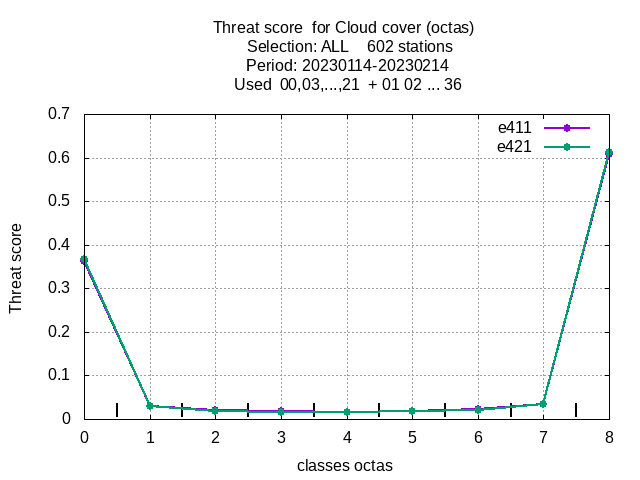 Threat score  for Cloud cover (octas)
Selection: ALL    602 stations
Period: 20230114-20230214
Used  00,03,...,21  + 01 02 ... 36
e411
e421
Threat score
0.7
0.6
0.5
0.4
0.3
0.2
0.1
0
0 1 2 3 4 5 6 7 8
classes octas